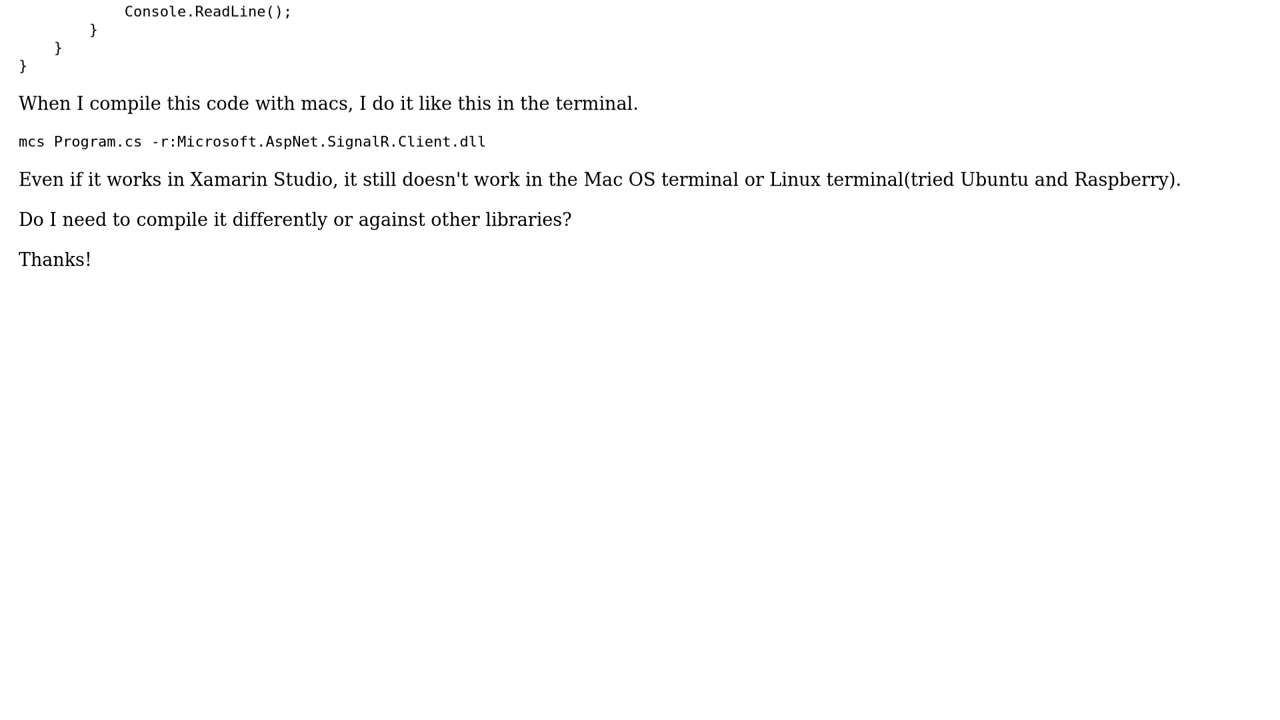 Console.ReadLine();
        }
    }
}
When I compile this code with macs, I do it like this in the terminal.
mcs Program.cs -r:Microsoft.AspNet.SignalR.Client.dll
Even if it works in Xamarin Studio, it still doesn't work in the Mac OS terminal or Linux terminal(tried Ubuntu and Raspberry).
Do I need to compile it differently or against other libraries?
Thanks!